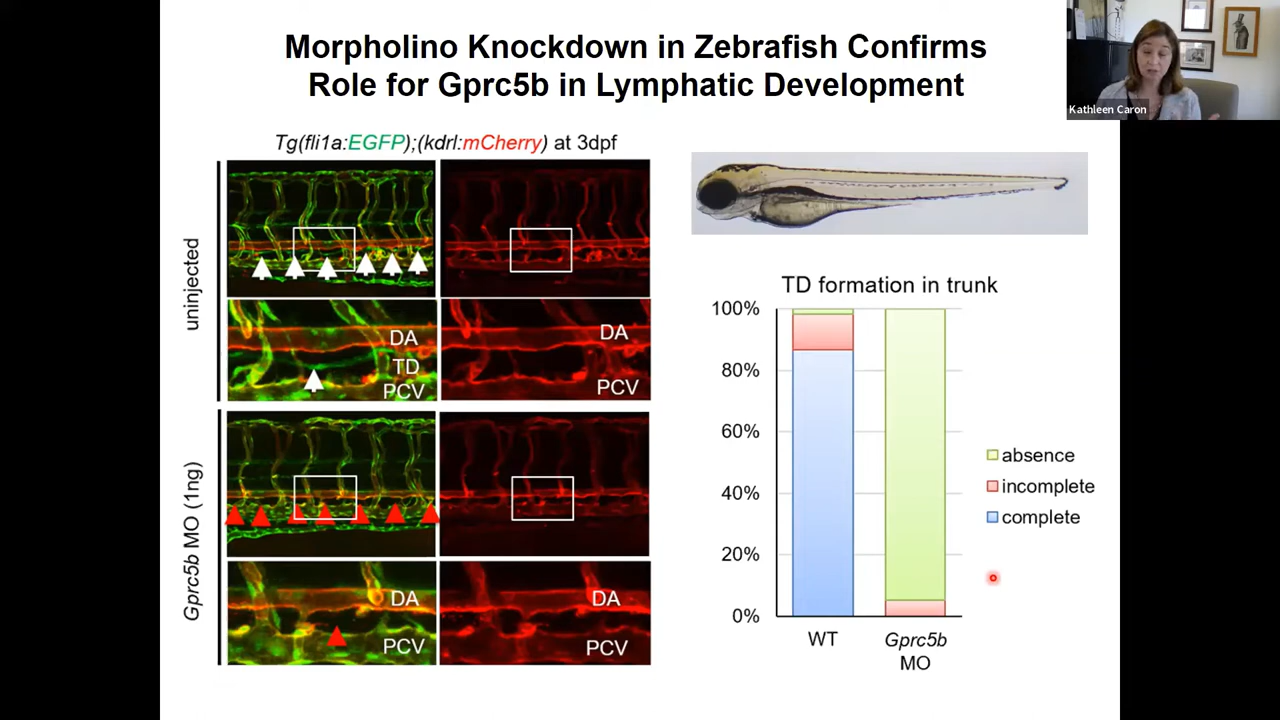 Morpholino Knockdown in Zebrafish Confirms
Role for Gprc5b in Lymphatic Development
Kathleen Caron
Tg(fli1a:EGFP);(kdrl:mCherry) at 3dpf
uninjected
DA
TD
PCV
DA
PCV
Gprc5b MO (1ng)
DA
PCV
DA
PCV
TD formation in trunk
100%
80%
60%
40%
20%
0%
WT
Gprc5b
MO
absence
incomplete
complete